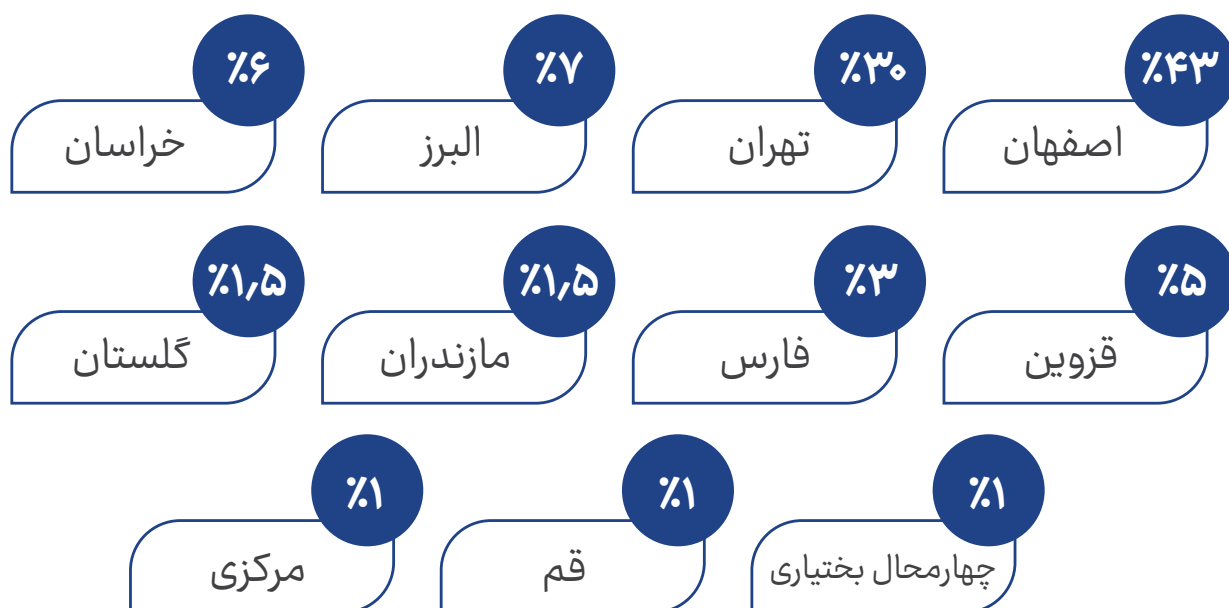 ٪۴۳ ٪۳۰ ٪۷ ٪۶
اصفهان تهران البرز خراسان
٪۵ ٪۳ ٪۱٫۵ ٪۱٫۵
قزوین فارس مازندران گلستان
٪۱ ٪۱ ٪۱
چهارمحال بختیاری قم مرکزی